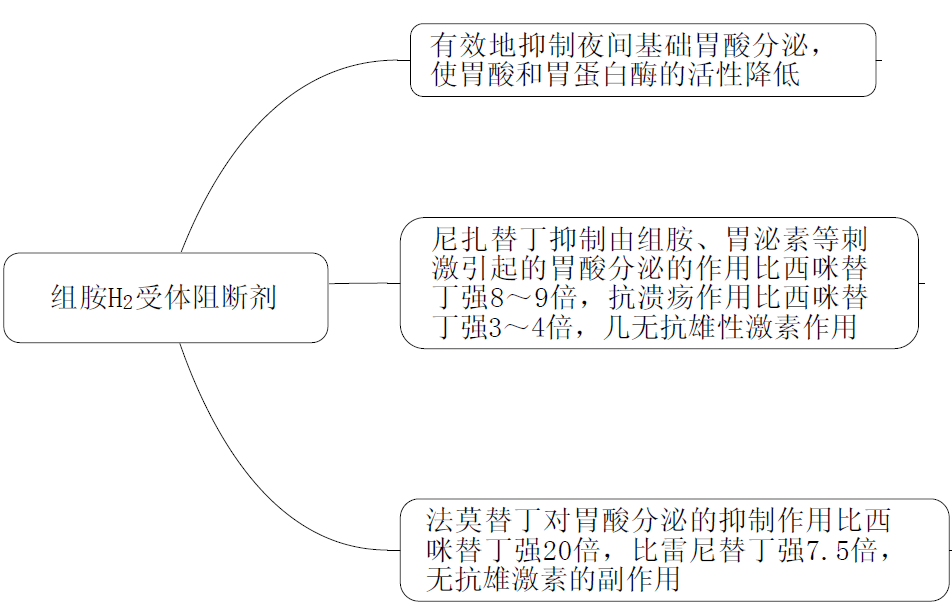 有效地抑制夜间基础胃酸分泌，
使胃酸和胃蛋白酶的活性降低
尼扎替丁抑制由组胺、胃泌素等刺
激引起的胃酸分泌的作用比西咪替
丁强8～9倍，抗溃疡作用比西咪替
丁强3～4倍，几无抗雄性激素作用
组胺H₂受体阻断剂
法莫替丁对胃酸分泌的抑制作用比西
咪替丁强20倍，比雷尼替丁强7.5倍，
无抗雄激素的副作用